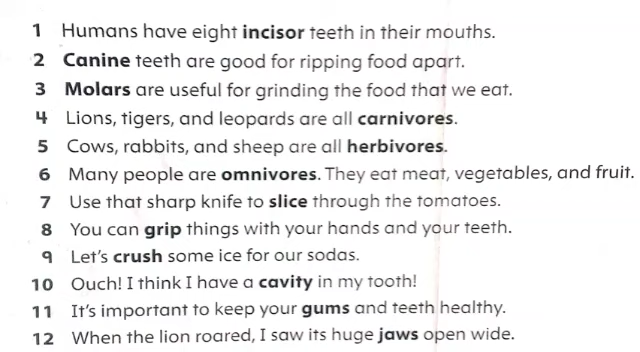 1 Humans have eight incisor teeth in their mouths.
2 Canine teeth are good for ripping food apart.
3 Molars are useful for grinding the food that we eat.
4 Lions, tigers, and leopards are all carnivores.
5 Cows, rabbits, and sheep are all herbivores.
6 Many people are omnivores. They eat meat, vegetables, and fruit.
7 Use that sharp knife to slice through the tomatoes.
8 You can grip things with your hands and your teeth.
9 Let's crush some ice for our sodas.
10 Ouch! I think I have a cavity in my tooth!
11 It's important to keep your gums and teeth healthy.
12 When the lion roared, I saw its huge jaws open wide.